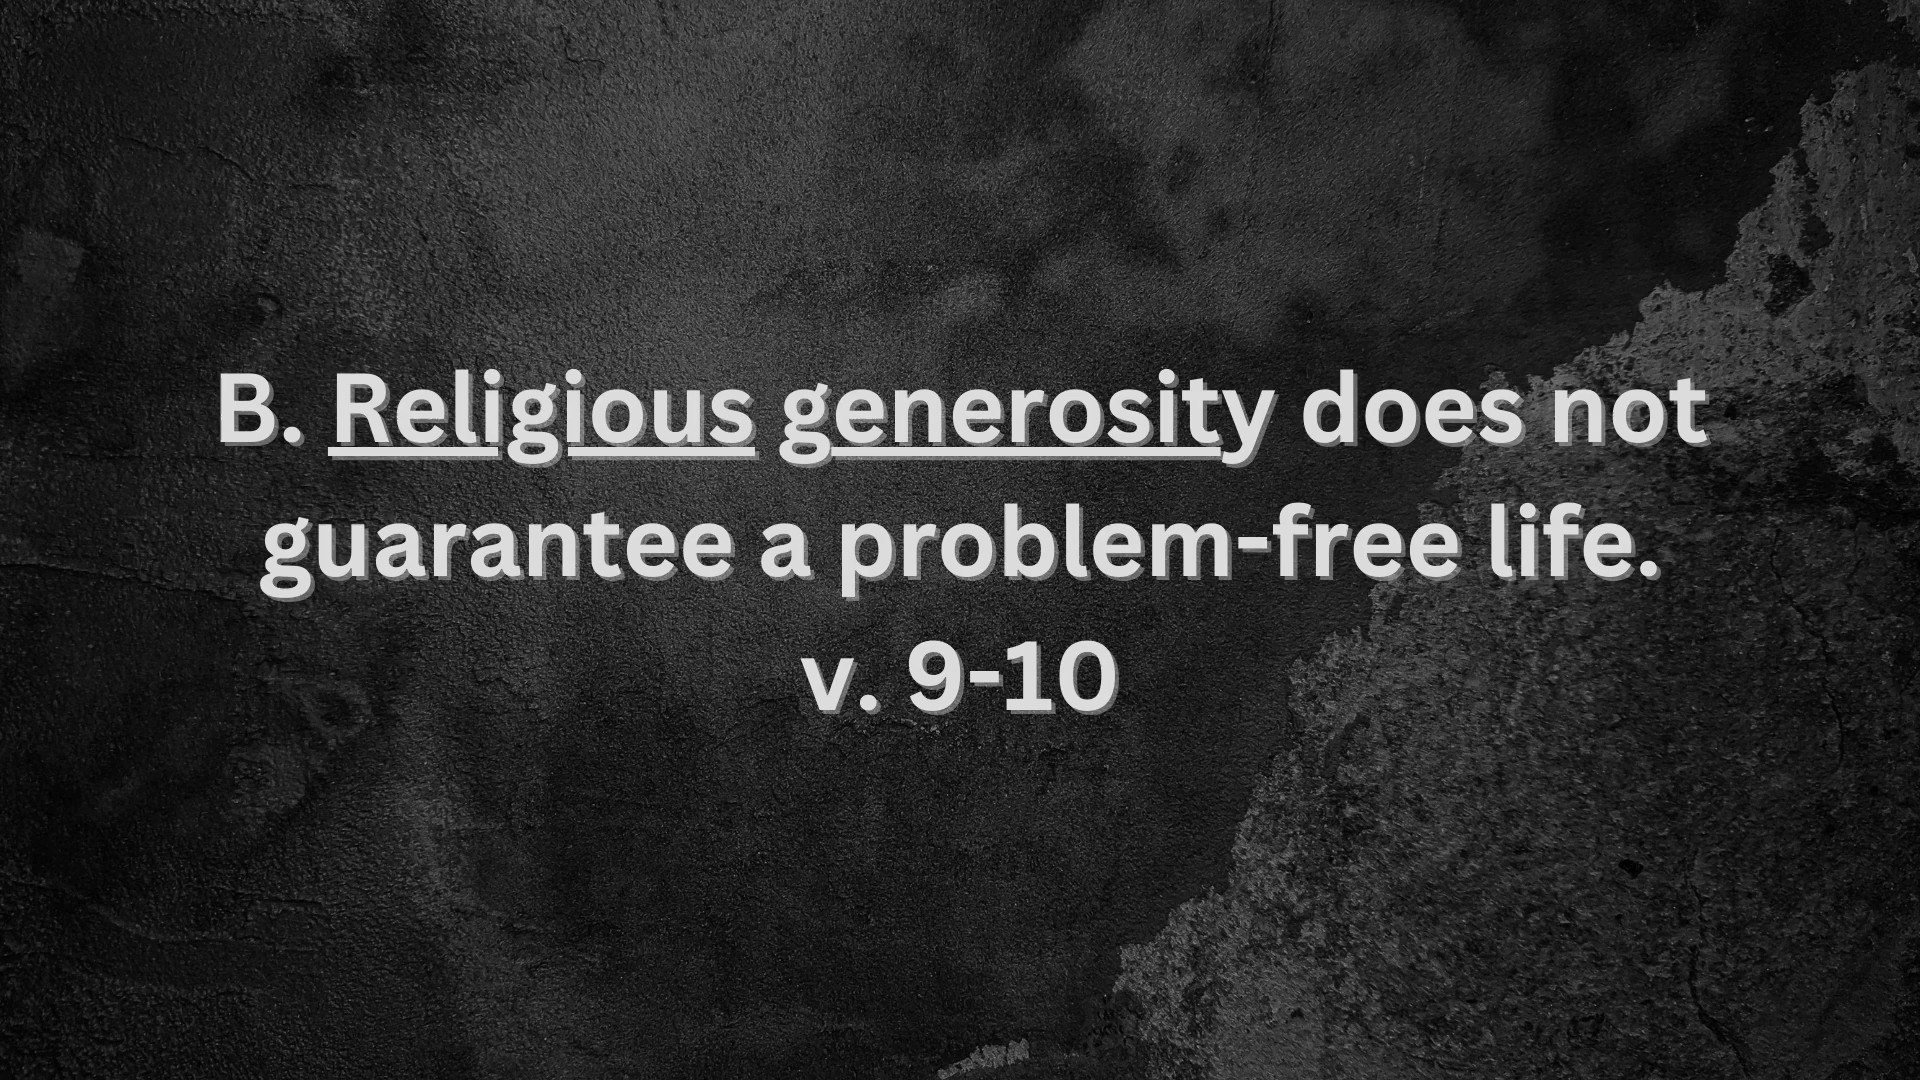 B. Religious generosity does not
guarantee a problem-free life.
v. 9-10